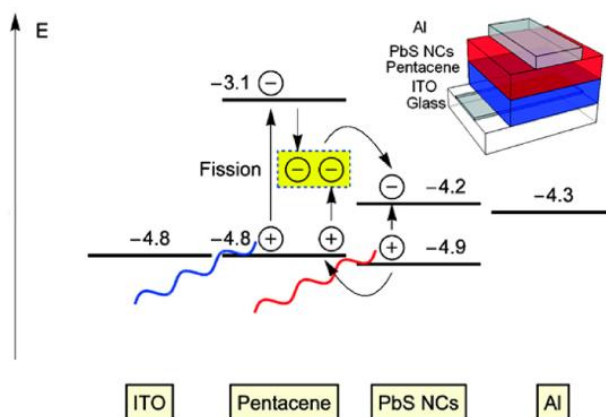 E
Al
PbS NCs
Pentacene
ITO
Glass
−3.1
Fission
−4.2
−4.3
−4.8
−4.8
−4.9
ITO
Pentacene
PbS NCs
Al